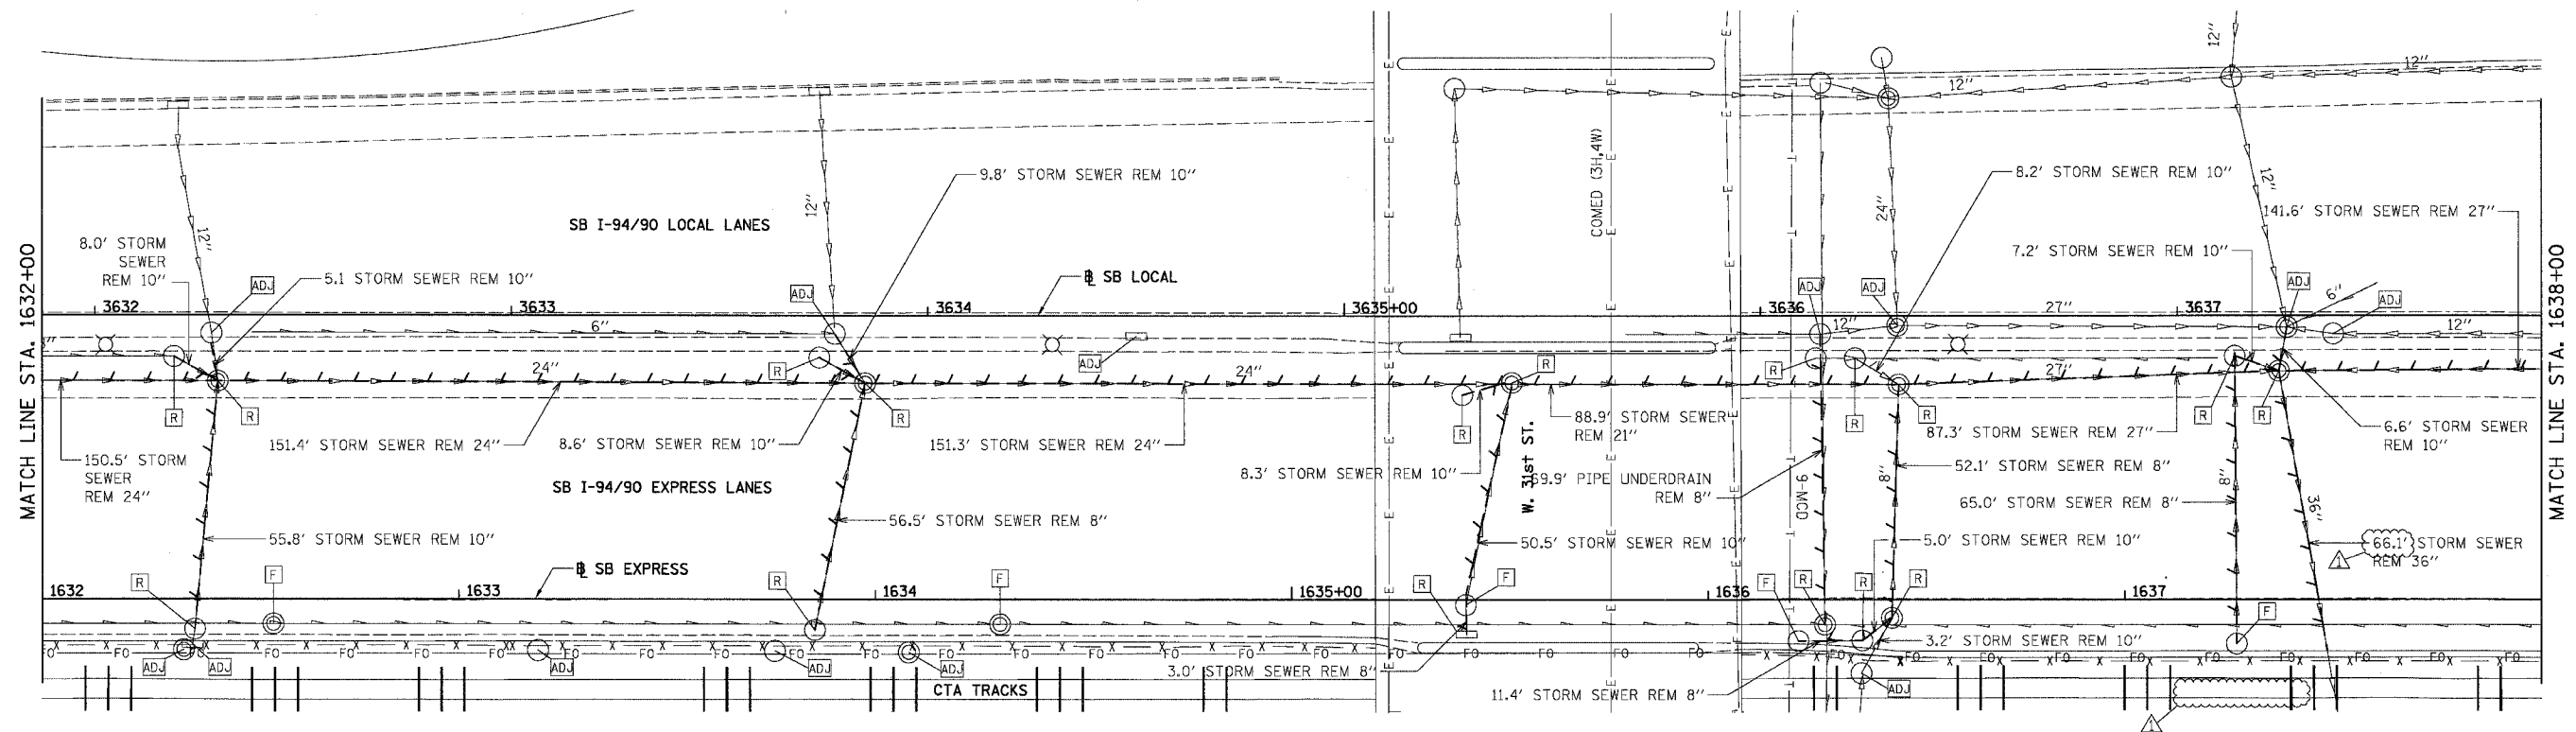 MATCH LINE STA. 1632+00
12"
12"
12"
12"
COMED (3H,4W)
9.8' STORM SEWER REM 10"
8.2' STORM SEWER REM 10"
12"
12"
24"
12"
141.6' STORM SEWER REM 27"
SB I-94/90 LOCAL LANES
8.0' STORM
SEWER
REM 10"
7.2' STORM SEWER REM 10"
5.1 STORM SEWER REM 10"
℄ SB LOCAL
ADJ
ADJ
ADJ
ADJ
ADJ
ADJ
6"
3632
3633
3634
3635+00
3636
27"
3637
6"
12"
12"
ADJ
R
R
24"
24"
27"
R
R
R
R
R
R
R
R
R
151.4' STORM SEWER REM 24"
8.6' STORM SEWER REM 10"
151.3' STORM SEWER REM 24"
88.9' STORM SEWER
REM 21"
87.3' STORM SEWER REM 27"
6.6' STORM SEWER
REM 10"
150.5' STORM
SEWER
REM 24"
8.3' STORM SEWER REM 10"
W. 31st ST.
69.9' PIPE UNDERDRAIN
REM 8"
9-MCD
8"
52.1' STORM SEWER REM 8"
65.0' STORM SEWER REM 8"
8"
36"
SB I-94/90 EXPRESS LANES
55.8' STORM SEWER REM 10"
56.5' STORM SEWER REM 8"
50.5' STORM SEWER REM 10"
5.0' STORM SEWER REM 10"
66.1' STORM SEWER
REM 36"
1
℄ SB EXPRESS
R
F
R
F
R
F
F
R
R
R
F
1632
1633
1634
1635+00
1636
1637
3.2' STORM SEWER REM 10"
ADJ
ADJ
ADJ
ADJ
ADJ
ADJ
FO
3.0' STORM SEWER REM 8"
11.4' STORM SEWER REM 8"
CTA TRACKS
1
MATCH LINE STA. 1638+00